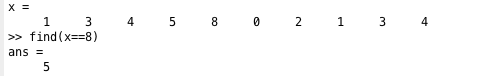 x =
1 3 4 5 8 0 2 1 3 4
>> find(x==8)
ans =
5